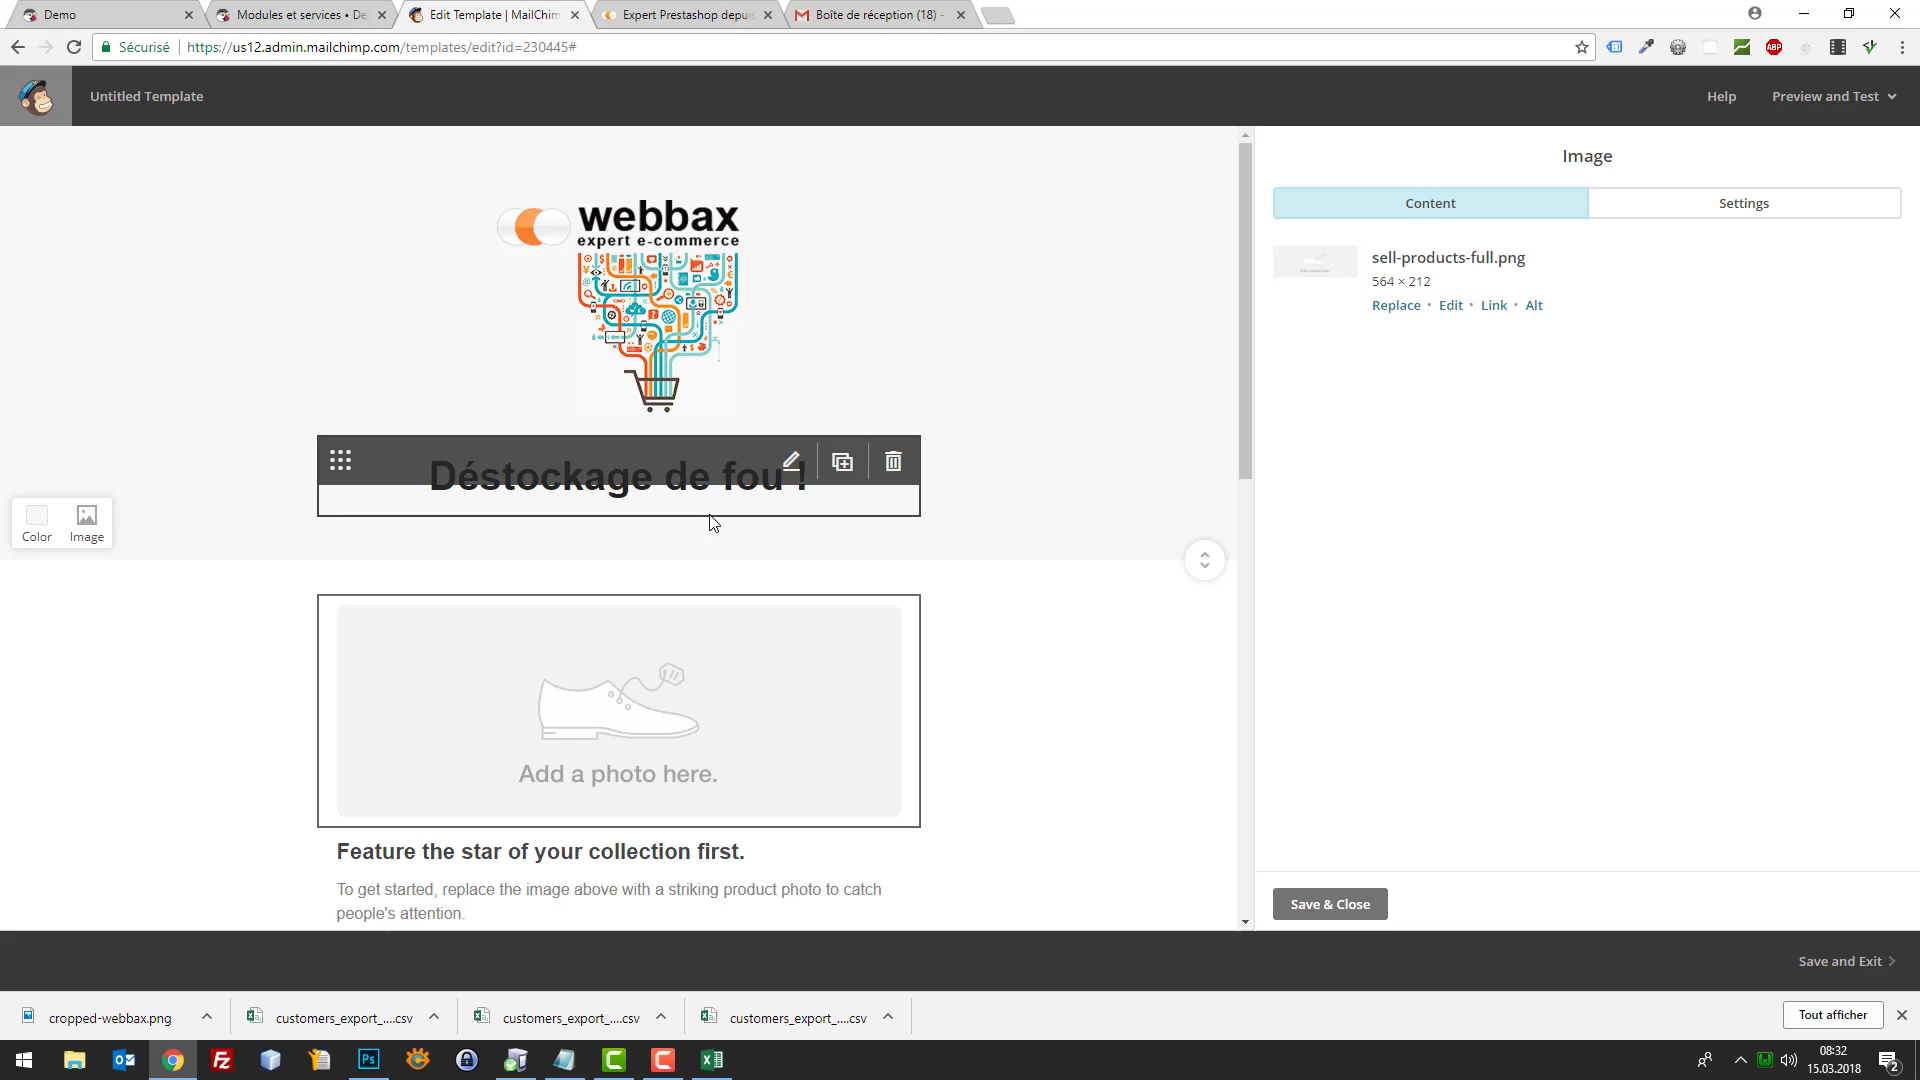 Demo
Modules et services • De
Edit Template | MailChim
Expert Prestashop depuis
Boîte de réception (18) -
Sécurisé
https://us12.admin.mailchimp.com/templates/edit?id=230445#
ABP
Untitled Template
Help
Preview and Test
Image
Content
Settings
webbax
expert e-commerce
sell-products-full.png
564 × 212
Replace • Edit • Link • Alt
Déstockage de fou !
Color
Image
Add a photo here.
Feature the star of your collection first.
To get started, replace the image above with a striking product photo to catch
people's attention.
Save & Close
Save and Exit
cropped-webbax.png
customers_export_....csv
customers_export_....csv
customers_export_....csv
Tout afficher
Ps
08:32
15.03.2018
2